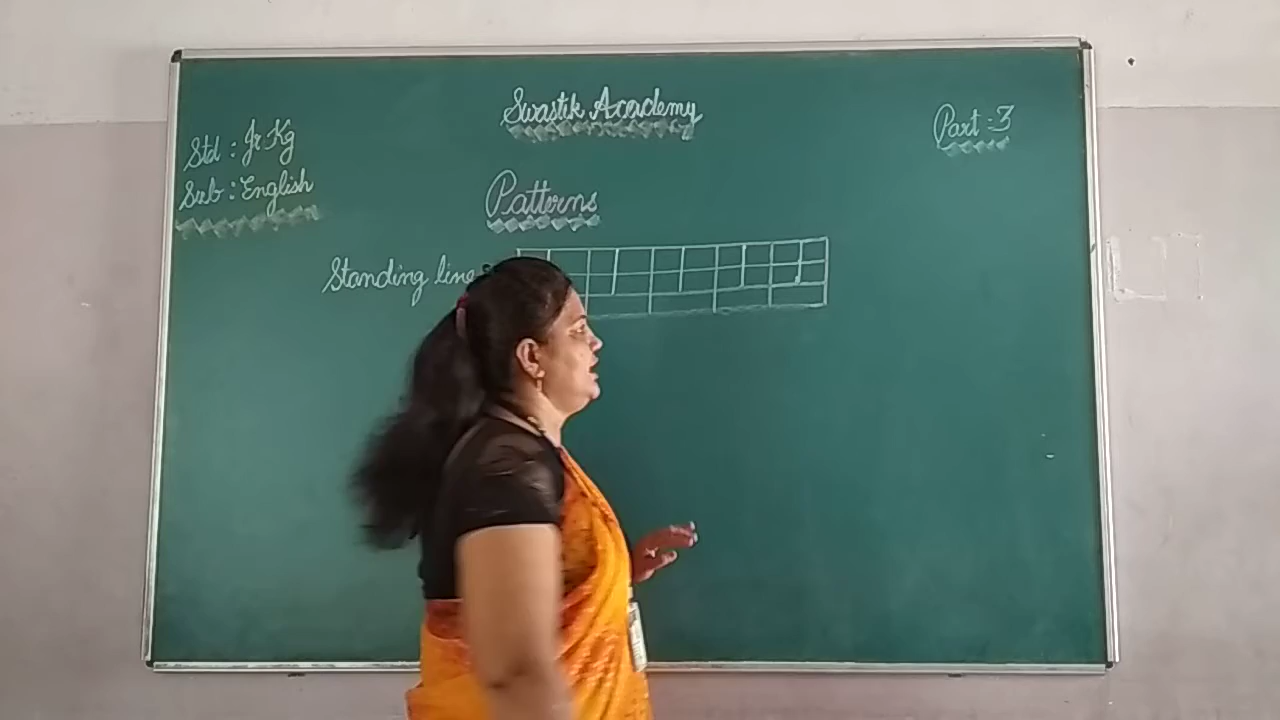 Swastik Academy
Part :- 3
Std : Jr Kg
Sub : English
Patterns
Standing line